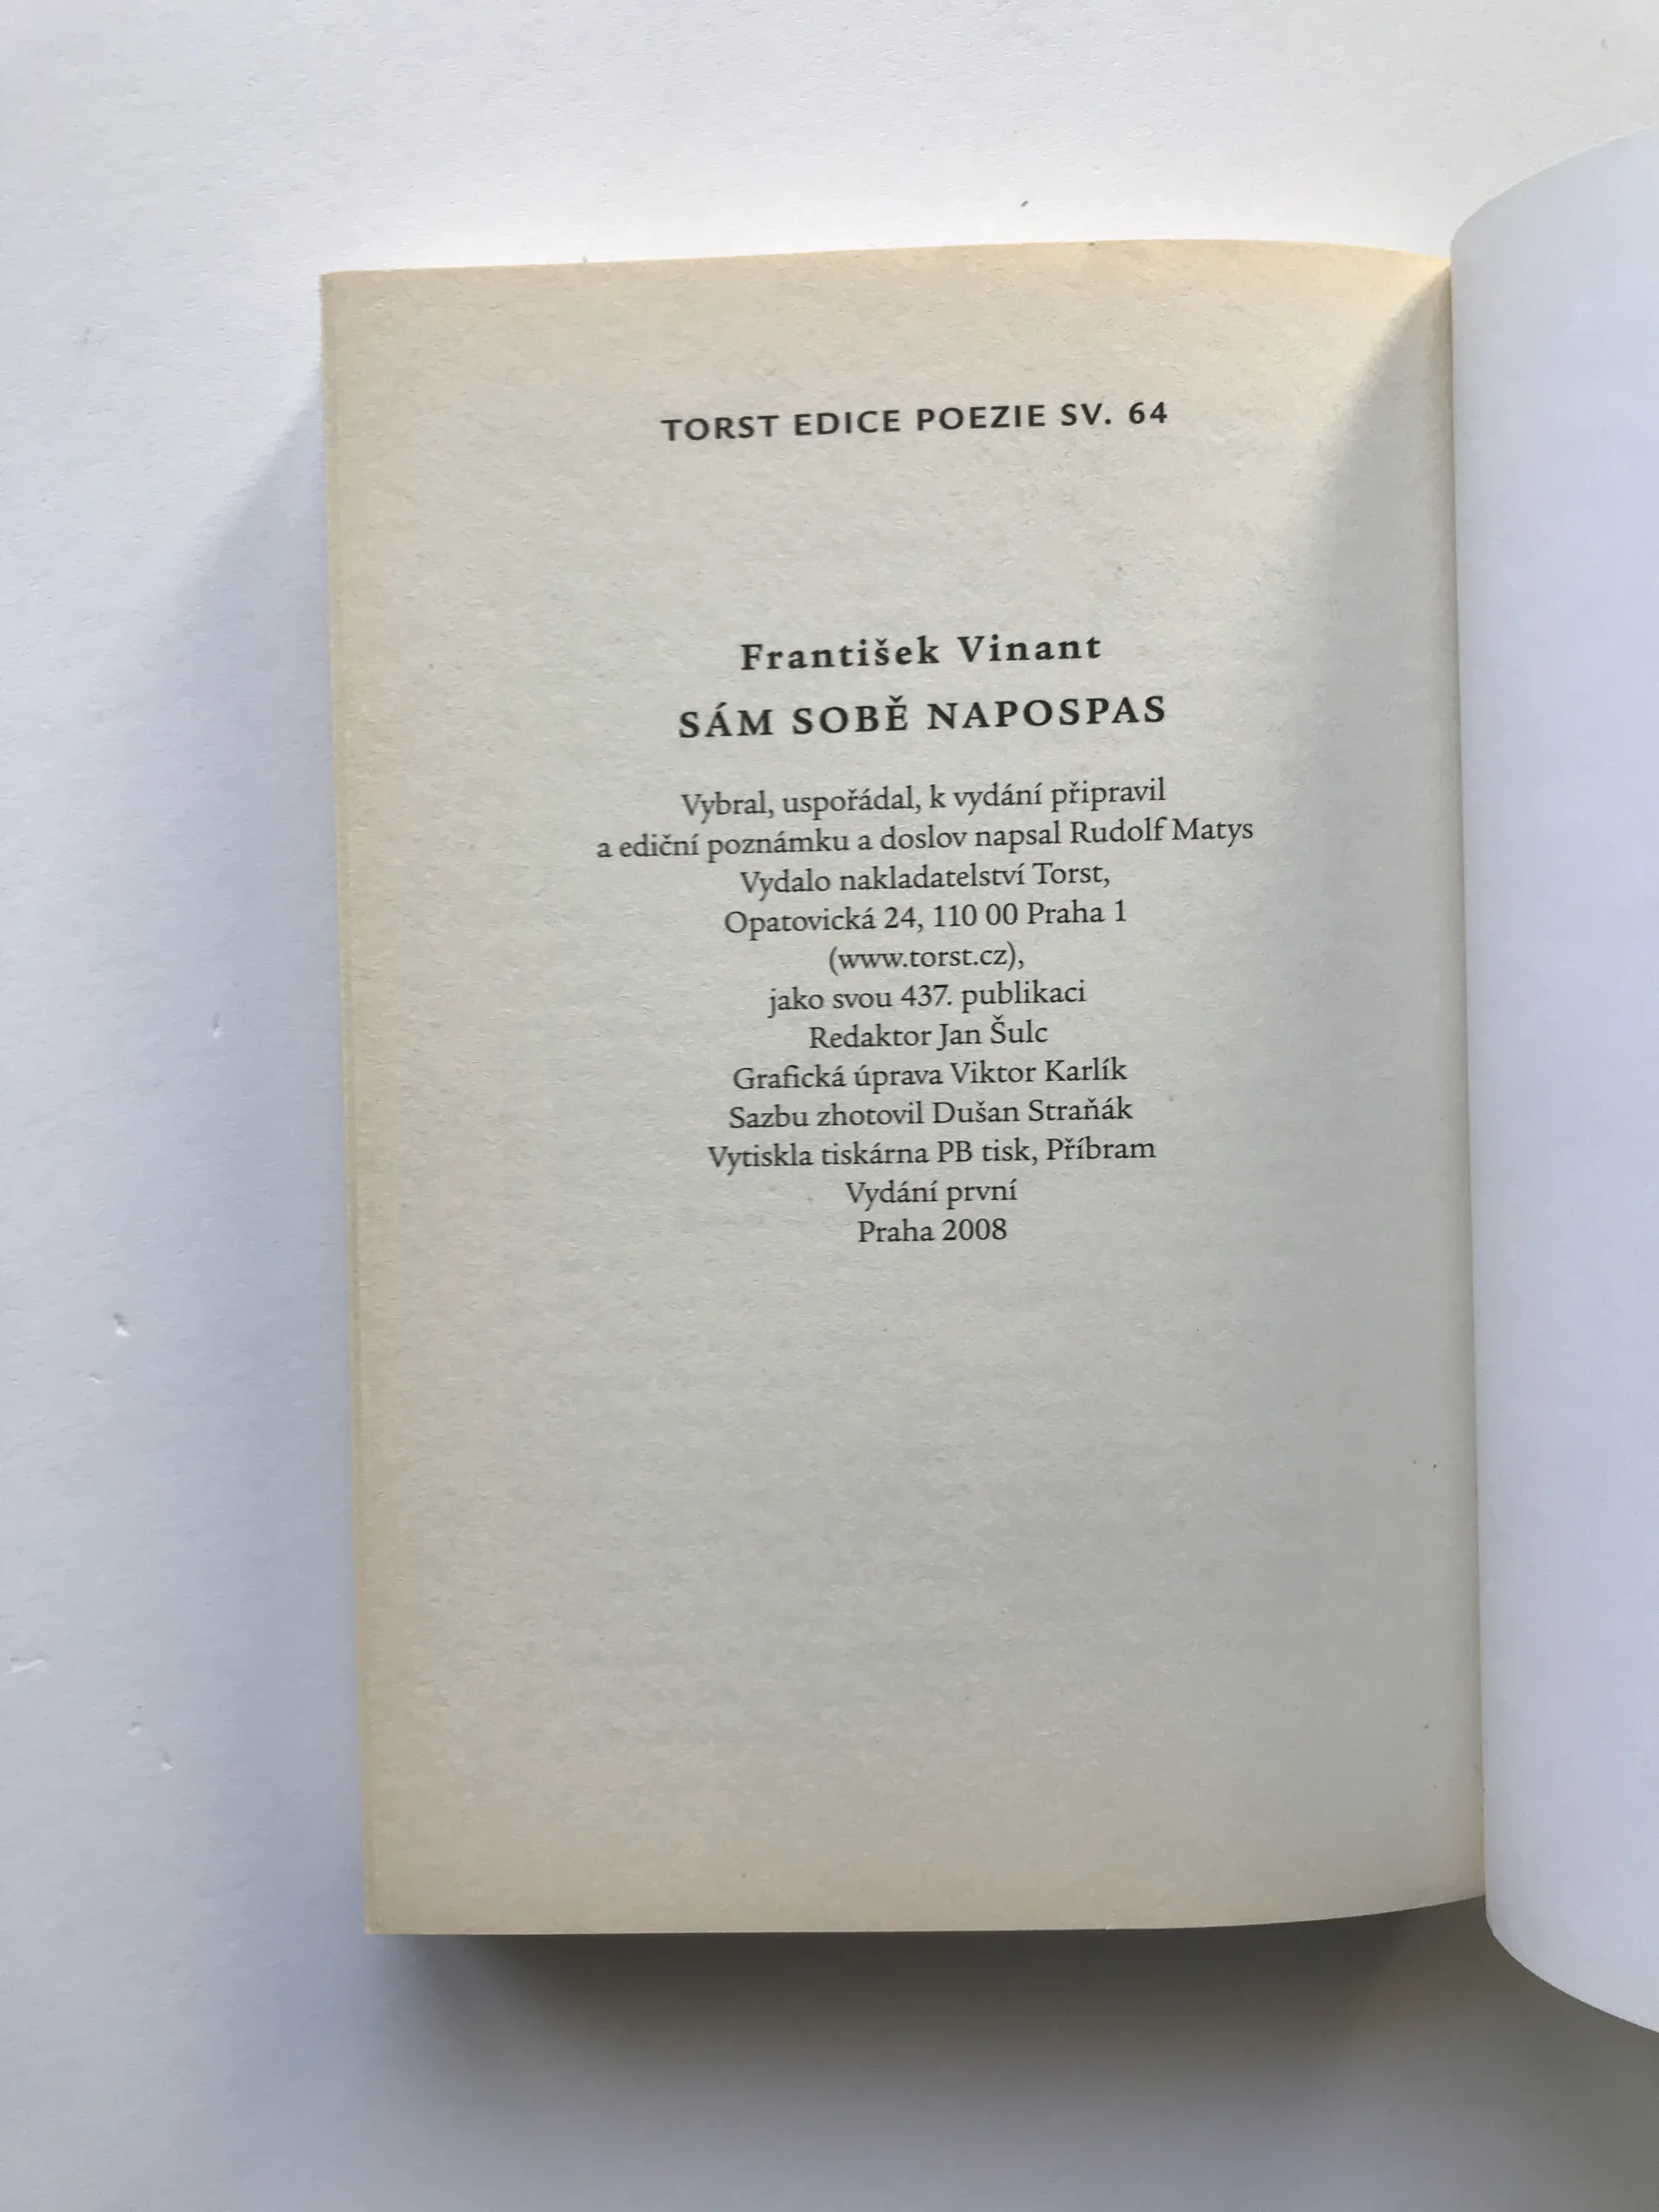 TORST EDICE POEZIE SV. 64
František Vinant
SÁM SOBĚ NAPOSPAS
Vybral, uspořádal, k vydání připravil
a ediční poznámku a doslov napsal Rudolf Matys
Vydalo nakladatelství Torst,
Opatovická 24, 110 00 Praha 1
(www.torst.cz),
jako svou 437. publikaci
Redaktor Jan Šulc
Grafická úprava Viktor Karlík
Sazbu zhotovil Dušan Straňák
Vytiskla tiskárna PB tisk, Příbram
Vydání první
Praha 2008